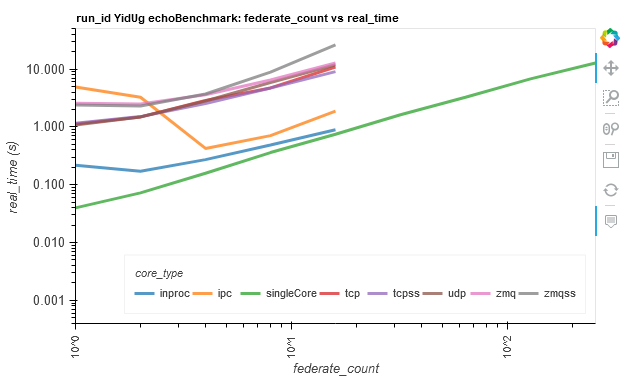 run_id YidUg echoBenchmark: federate_count vs real_time
real_time (s)
10.000
1.000
0.100
0.010
0.001
core_type
inproc ipc singleCore tcp tcpss udp zmq zmqss
10^0 10^1 10^2
federate_count